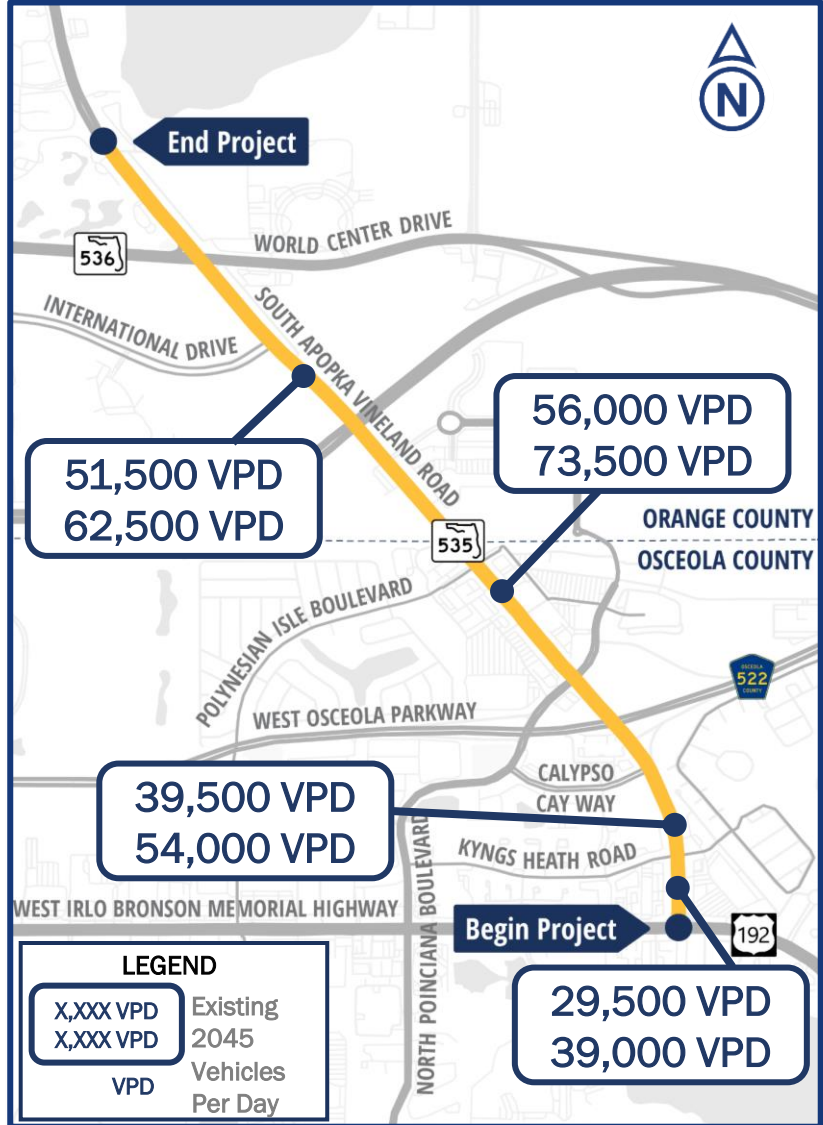 N
End Project
WORLD CENTER DRIVE
536
INTERNATIONAL DRIVE
SOUTH APOPKA VINELAND ROAD
56,000 VPD
73,500 VPD
51,500 VPD
62,500 VPD
ORANGE COUNTY
535
OSCEOLA COUNTY
POLYNESIAN ISLE BOULEVARD
OSCEOLA
522
COUNTY
WEST OSCEOLA PARKWAY
CALYPSO
CAY WAY
39,500 VPD
54,000 VPD
KYNGS HEATH ROAD
NORTH POINCIANA BOULEVARD
WEST IRLO BRONSON MEMORIAL HIGHWAY
Begin Project
192
29,500 VPD
39,000 VPD
LEGEND
X,XXX VPD Existing
X,XXX VPD 2045
VPD Vehicles
Per Day